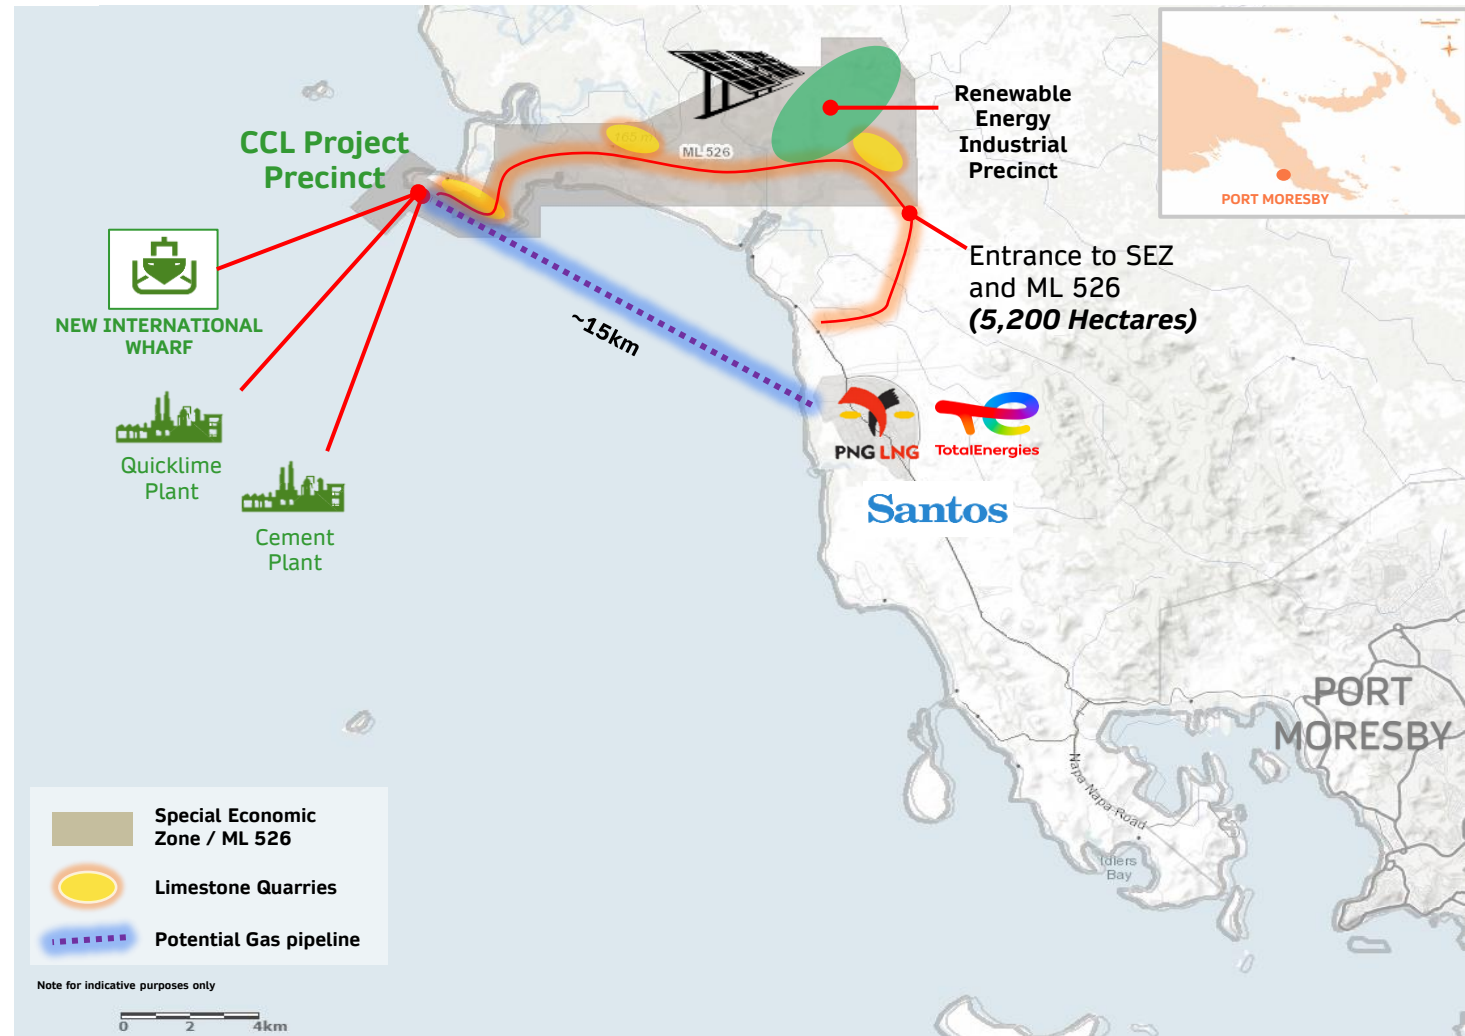 CCL Project
Precinct
NEW INTERNATIONAL
WHARF
Quicklime
Plant
Cement
Plant
~15km
165 m
ML 526
Renewable
Energy
Industrial
Precinct
PORT MORESBY
Entrance to SEZ
and ML 526
(5,200 Hectares)
PNG LNG
TotalEnergies
Santos
PORT
MORESBY
Napa Napa Road
Idlers
Bay
Special Economic
Zone / ML 526
Limestone Quarries
Potential Gas pipeline
Note for indicative purposes only
0 2 4km